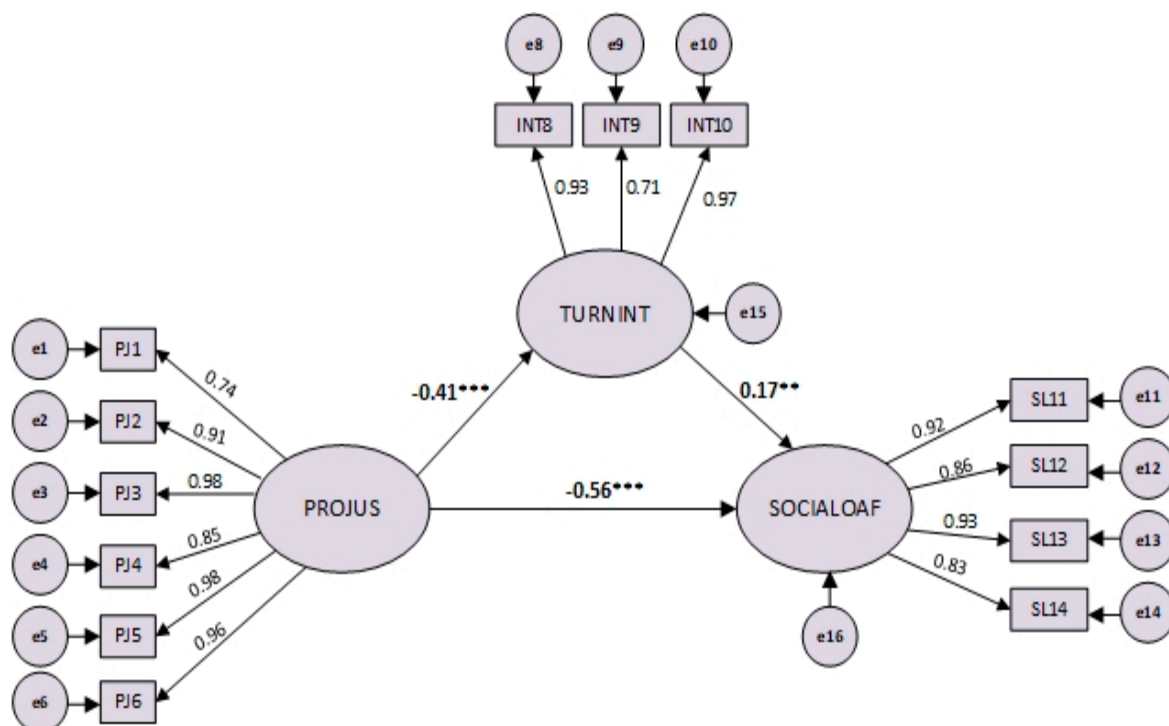 e8
e9
e10
INT8
INT9
INT10
0.93
0.71
0.97
TURNINT
e15
-0.41***
0.17**
-0.56***
e1
PJ1
0.74
e2
PJ2
0.91
e3
PJ3
0.98
e4
PJ4
0.85
e5
PJ5
0.98
e6
PJ6
0.96
PROJUS
SOCIALOAF
e16
0.92
SL11
e11
0.86
SL12
e12
0.93
SL13
e13
0.83
SL14
e14